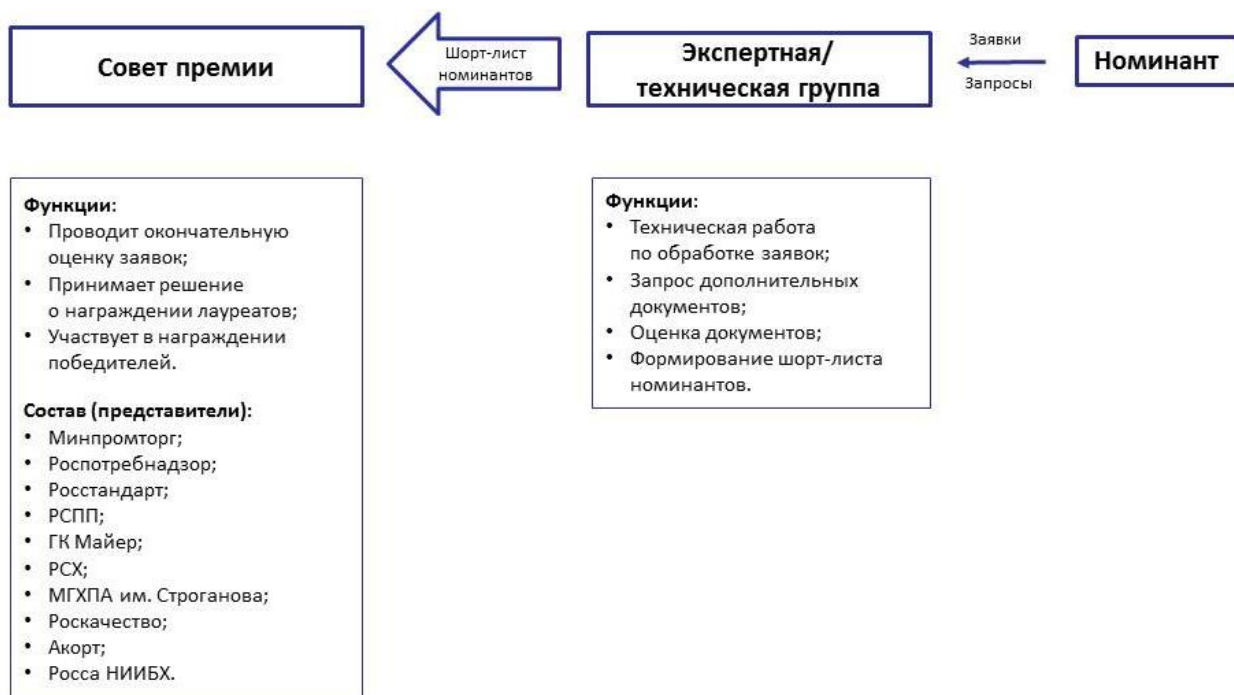 Совет премии
Шорт-лист
номинантов
Экспертная/
техническая группа
Заявки
Запросы
Номинант
Функции:
• Проводит окончательную
оценку заявок;
• Принимает решение
о награждении лауреатов;
• Участвует в награждении
победителей.
Состав (представители):
• Минпромторг;
• Роспотребнадзор;
• Росстандарт;
• РСПП;
• ГК Майер;
• РСХ;
• МГХПА им. Строганова;
• Роскачество;
• Акорт;
• Росса НИИБХ.
Функции:
• Техническая работа
по обработке заявок;
• Запрос дополнительных
документов;
• Оценка документов;
• Формирование шорт-листа
номинантов.